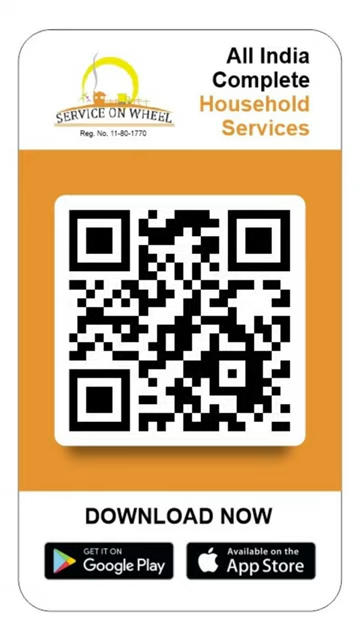 SERVICE ON WHEEL
Reg. No. 11-80-1770
All India
Complete
Household
Services
DOWNLOAD NOW
GET IT ON
Google Play
Available on the
App Store